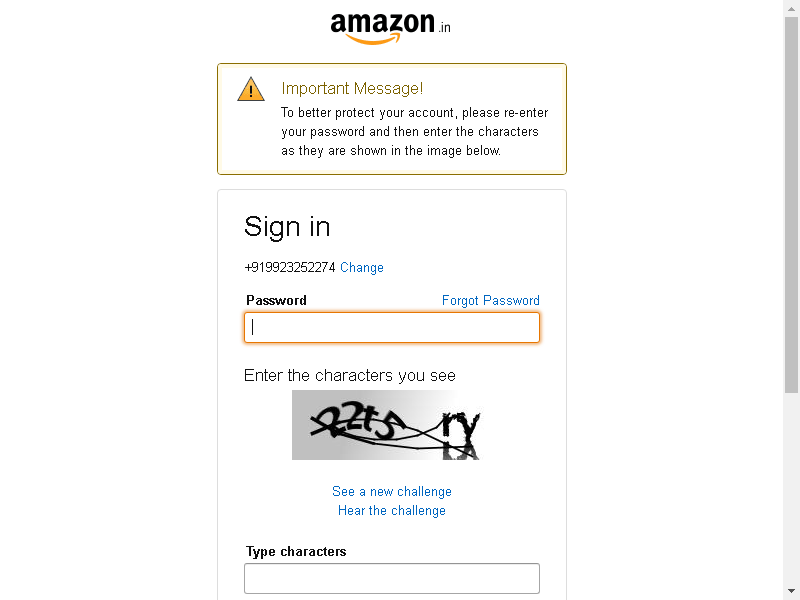 amazon.in
Important Message!
To better protect your account, please re-enter
your password and then enter the characters
as they are shown in the image below.
Sign in
+919923252274 Change
Password Forgot Password
Enter the characters you see
See a new challenge
Hear the challenge
Type characters